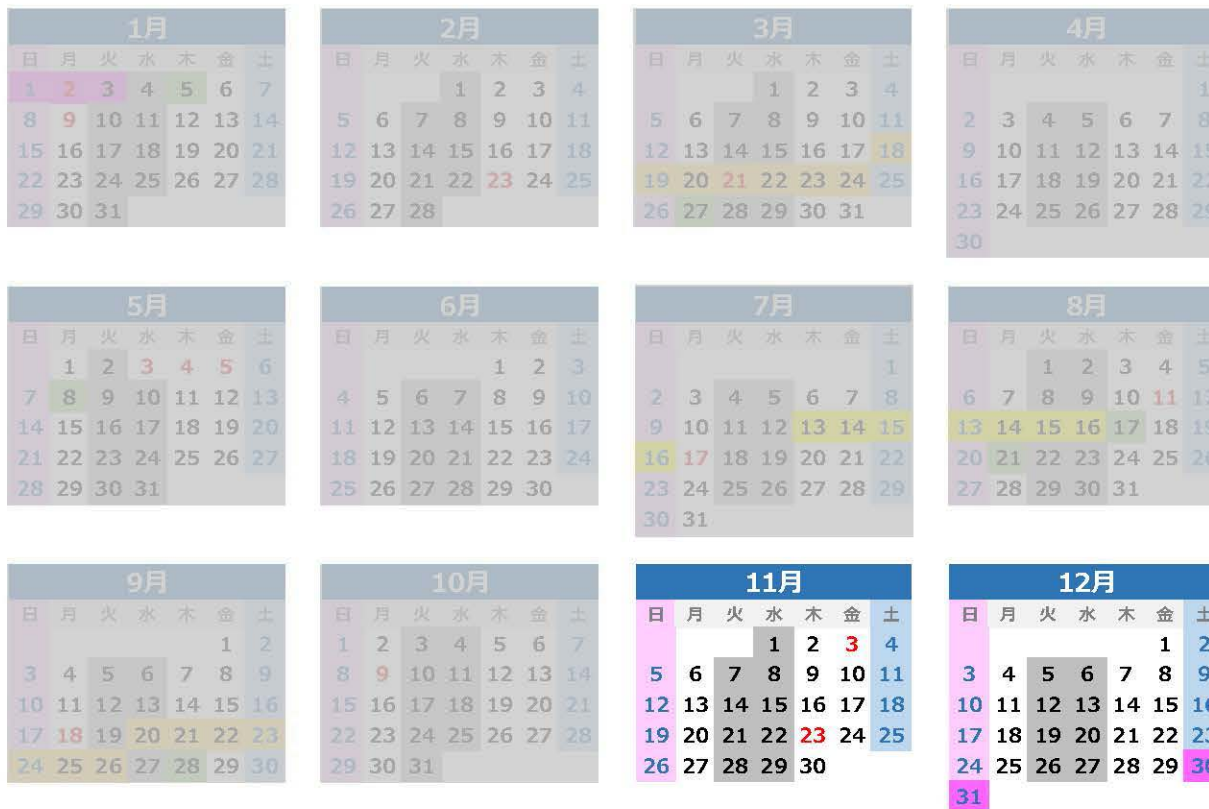 1月
日 月 火 水 木 金 土
1 2 3 4 5 6 7
8 9 10 11 12 13 14
15 16 17 18 19 20 21
22 23 24 25 26 27 28
29 30 31
2月
日 月 火 水 木 金 土
1 2 3 4
5 6 7 8 9 10 11
12 13 14 15 16 17 18
19 20 21 22 23 24 25
26 27 28
3月
日 月 火 水 木 金 土
1 2 3 4
5 6 7 8 9 10 11
12 13 14 15 16 17 18
19 20 21 22 23 24 25
26 27 28 29 30 31
4月
日 月 火 水 木 金 土
1
2 3 4 5 6 7 8
9 10 11 12 13 14 15
16 17 18 19 20 21 22
23 24 25 26 27 28 29
30
5月
日 月 火 水 木 金 土
1 2 3 4 5 6
7 8 9 10 11 12 13
14 15 16 17 18 19 20
21 22 23 24 25 26 27
28 29 30 31
6月
日 月 火 水 木 金 土
1 2 3
4 5 6 7 8 9 10
11 12 13 14 15 16 17
18 19 20 21 22 23 24
25 26 27 28 29 30
7月
日 月 火 水 木 金 土
1
2 3 4 5 6 7 8
9 10 11 12 13 14 15
16 17 18 19 20 21 22
23 24 25 26 27 28 29
30 31
8月
日 月 火 水 木 金 土
1 2 3 4 5
6 7 8 9 10 11 12
13 14 15 16 17 18 19
20 21 22 23 24 25 26
27 28 29 30 31
9月
日 月 火 水 木 金 土
1 2
3 4 5 6 7 8 9
10 11 12 13 14 15 16
17 18 19 20 21 22 23
24 25 26 27 28 29 30
10月
日 月 火 水 木 金 土
1 2 3 4 5 6 7
8 9 10 11 12 13 14
15 16 17 18 19 20 21
22 23 24 25 26 27 28
29 30 31
11月
日 月 火 水 木 金 土
1 2 3 4
5 6 7 8 9 10 11
12 13 14 15 16 17 18
19 20 21 22 23 24 25
26 27 28 29 30
12月
日 月 火 水 木 金 土
1 2
3 4 5 6 7 8 9
10 11 12 13 14 15 16
17 18 19 20 21 22 23
24 25 26 27 28 29 30
31